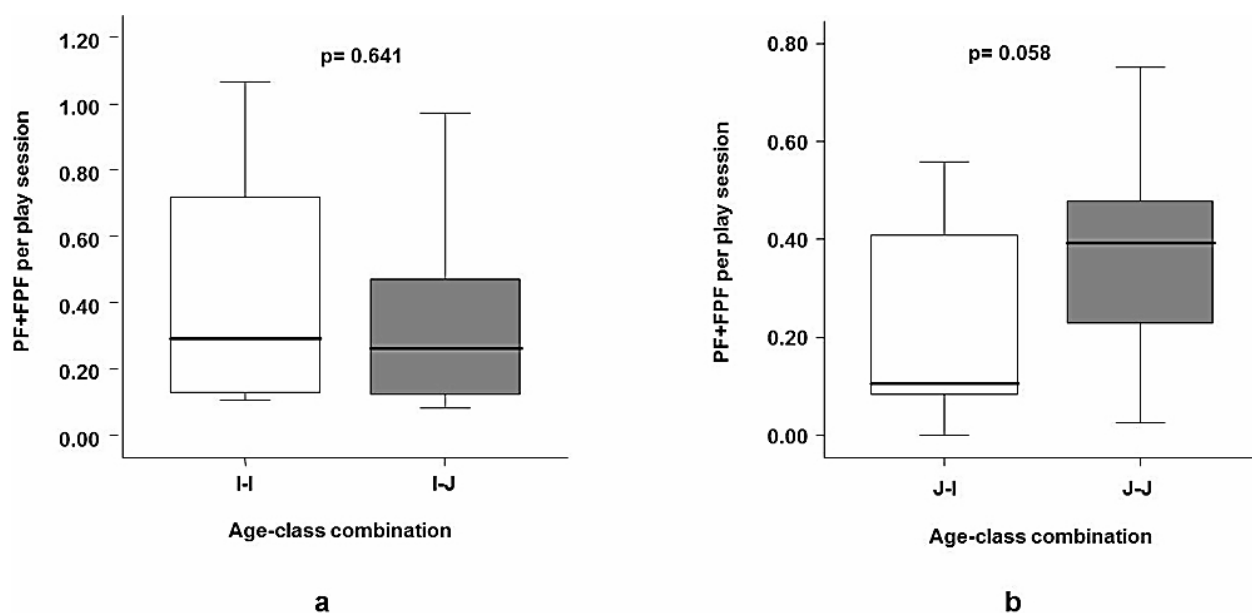 p= 0.641
PF+FPF per play session
1.20
1.00
0.80
0.60
0.40
0.20
0.00
I-I
I-J
Age-class combination
a
p= 0.058
PF+FPF per play session
0.80
0.60
0.40
0.20
0.00
J-I
J-J
Age-class combination
b